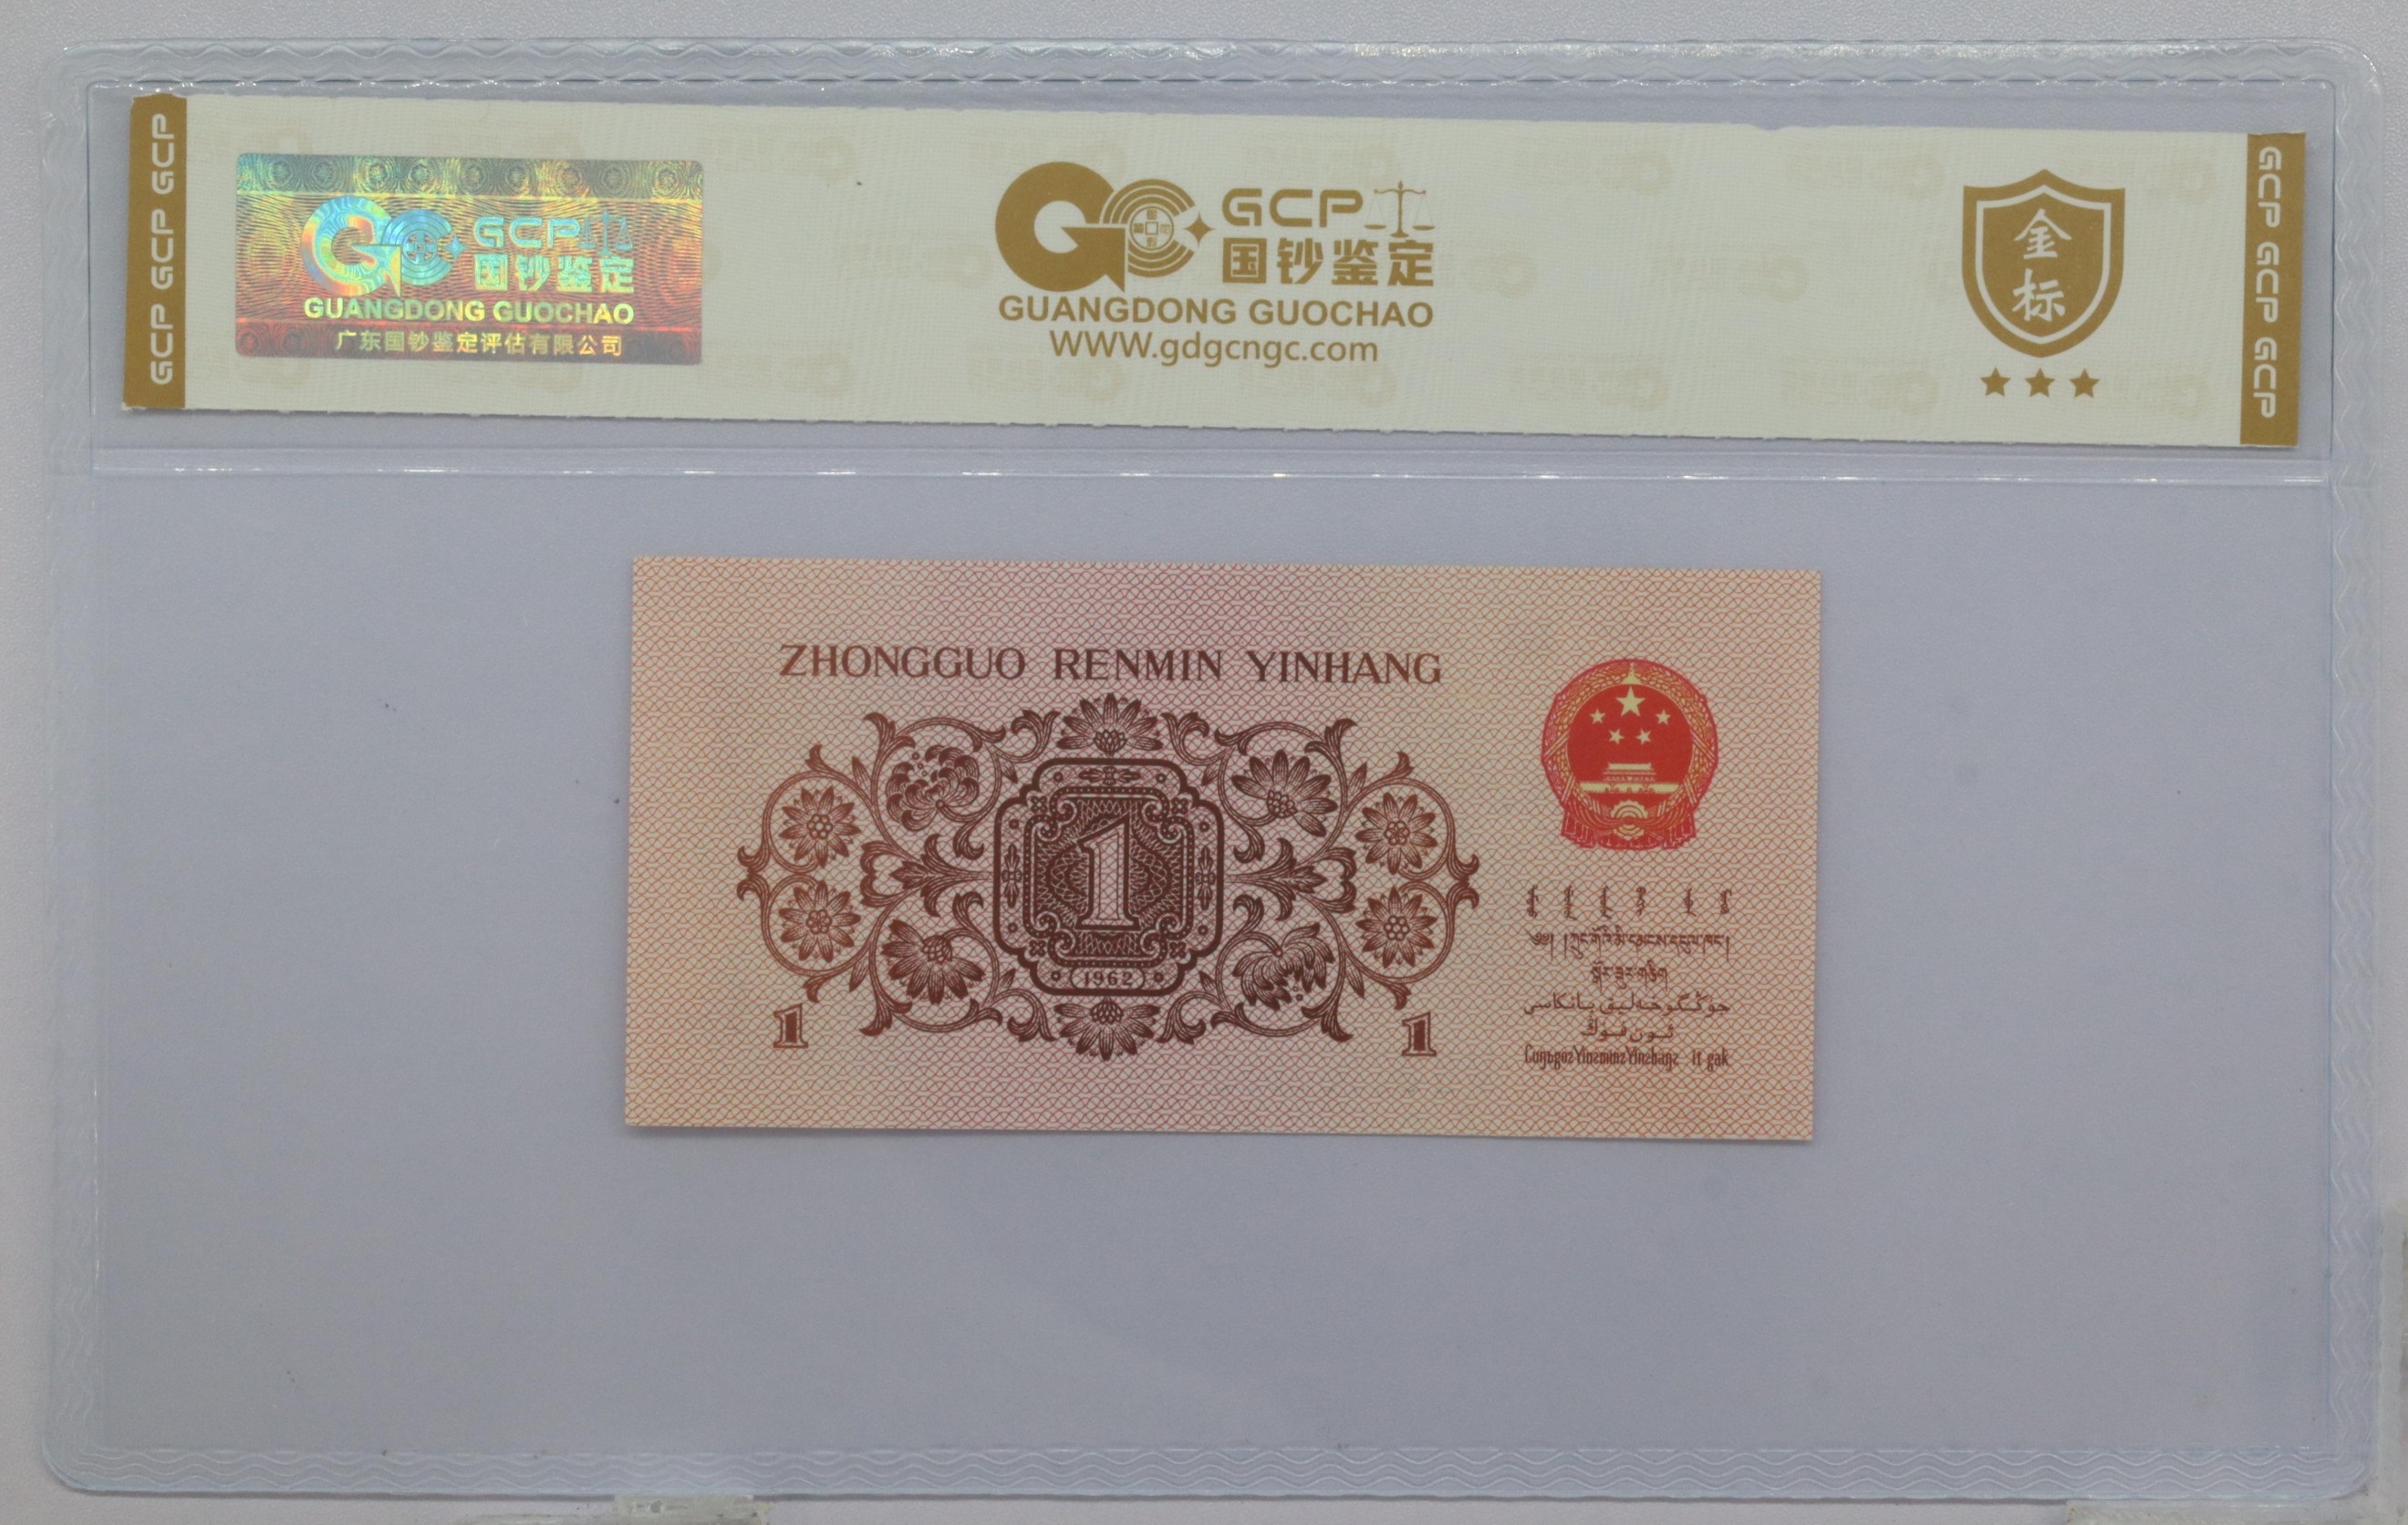 GCP GCP GCP
GCP
国钞鉴定
GUANGDONG GUOCHAO
广东国钞鉴定评估有限公司
GCP
国钞鉴定
GUANGDONG GUOCHAO
WWW.gdgcngc.com
金
标
GCP GCP GCP
ZHONGGUO RENMIN YINHANG
1
1962
1
1